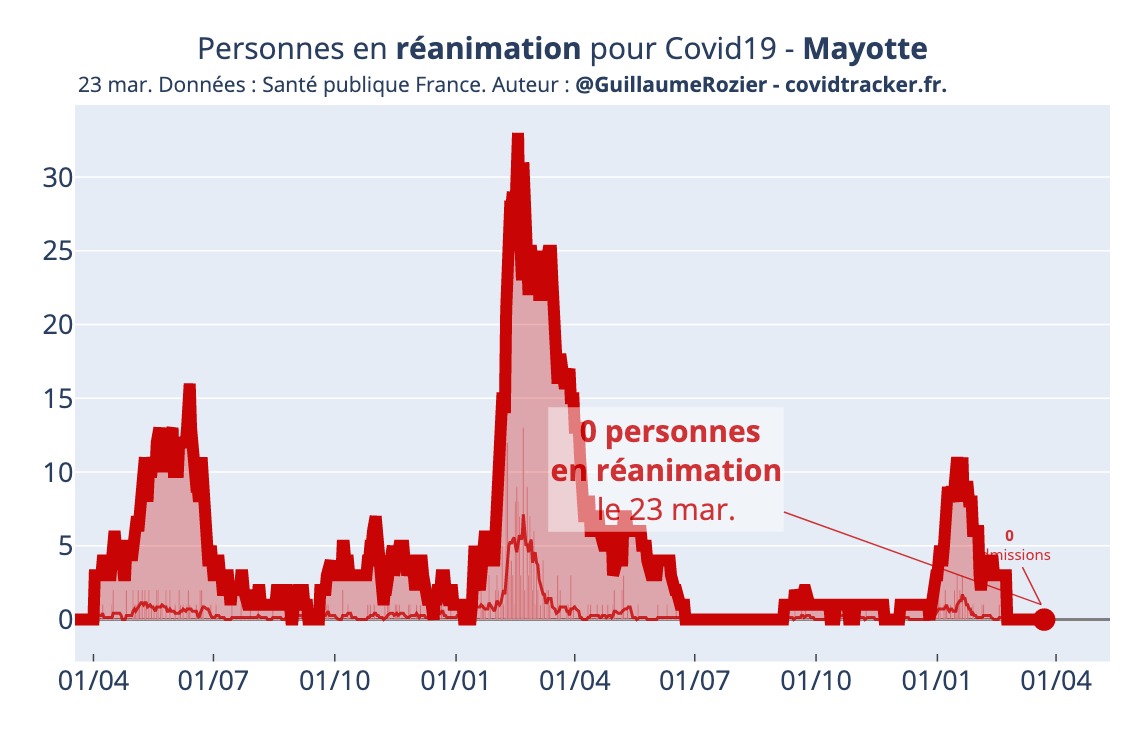 Personnes en réanimation pour Covid19 - Mayotte
23 mar. Données : Santé publique France. Auteur : @GuillaumeRozier - covidtracker.fr.
30
25
20
15
10
5
0
0 personnes
en réanimation
le 23 mar.
0
admissions
01/04 01/07 01/10 01/01 01/04 01/07 01/10 01/01 01/04